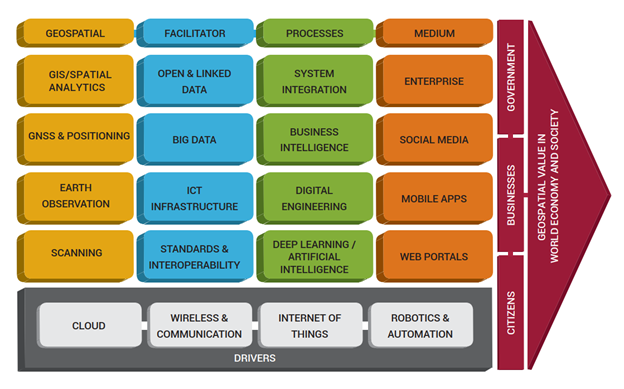 GEOSPATIAL
FACILITATOR
PROCESSES
MEDIUM
GIS/SPATIAL
ANALYTICS
OPEN & LINKED
DATA
SYSTEM
INTEGRATION
ENTERPRISE
GNSS & POSITIONING
BIG DATA
BUSINESS
INTELLIGENCE
SOCIAL MEDIA
EARTH
OBSERVATION
ICT
INFRASTRUCTURE
DIGITAL
ENGINEERING
MOBILE APPS
SCANNING
STANDARDS &
INTEROPERABILITY
DEEP LEARNING /
ARTIFICIAL
INTELLIGENCE
WEB PORTALS
CLOUD
WIRELESS &
COMMUNICATION
INTERNET OF
THINGS
ROBOTICS &
AUTOMATION
DRIVERS
GOVERNMENT
BUSINESSES
CITIZENS
GEOSPATIAL VALUE IN
WORLD ECONOMY AND SOCIETY